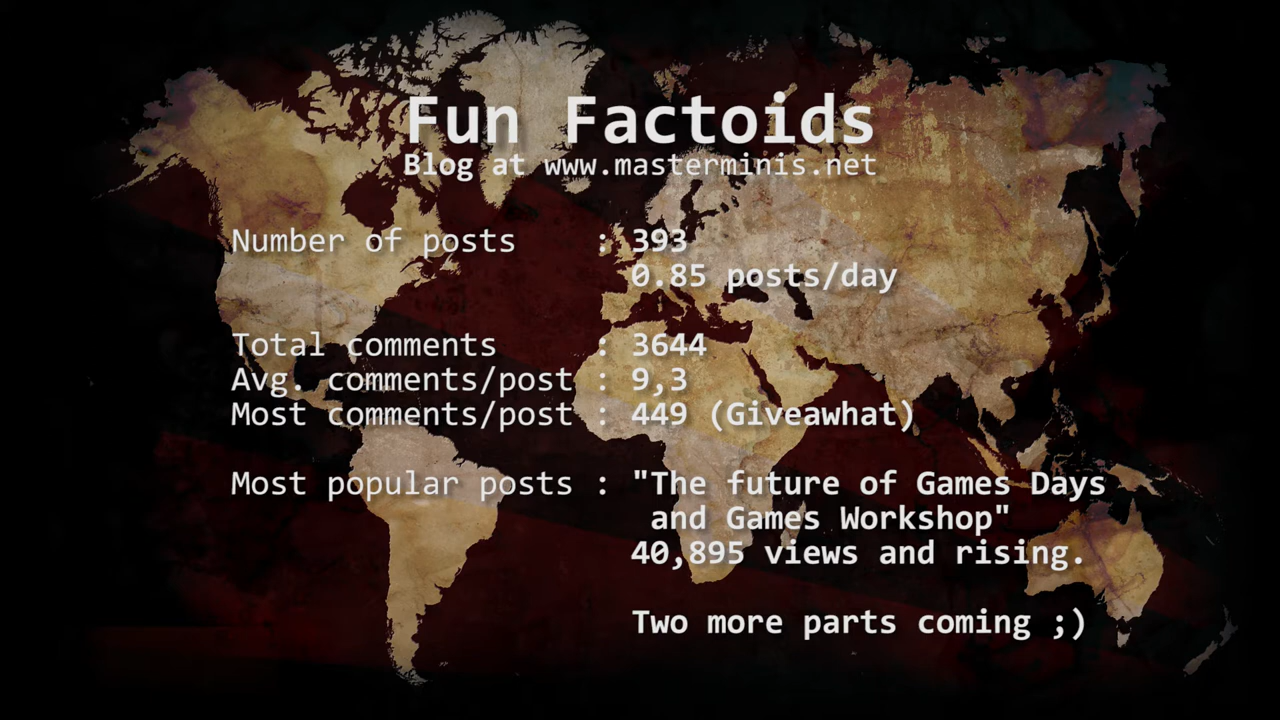 Fun Factoids
Blog at www.masterminis.net
Number of posts : 393
0.85 posts/day
Total comments : 3644
Avg. comments/post : 9,3
Most comments/post : 449 (Giveawhat)
Most popular posts : "The future of Games Days
and Games Workshop"
40,895 views and rising.
Two more parts coming ;)